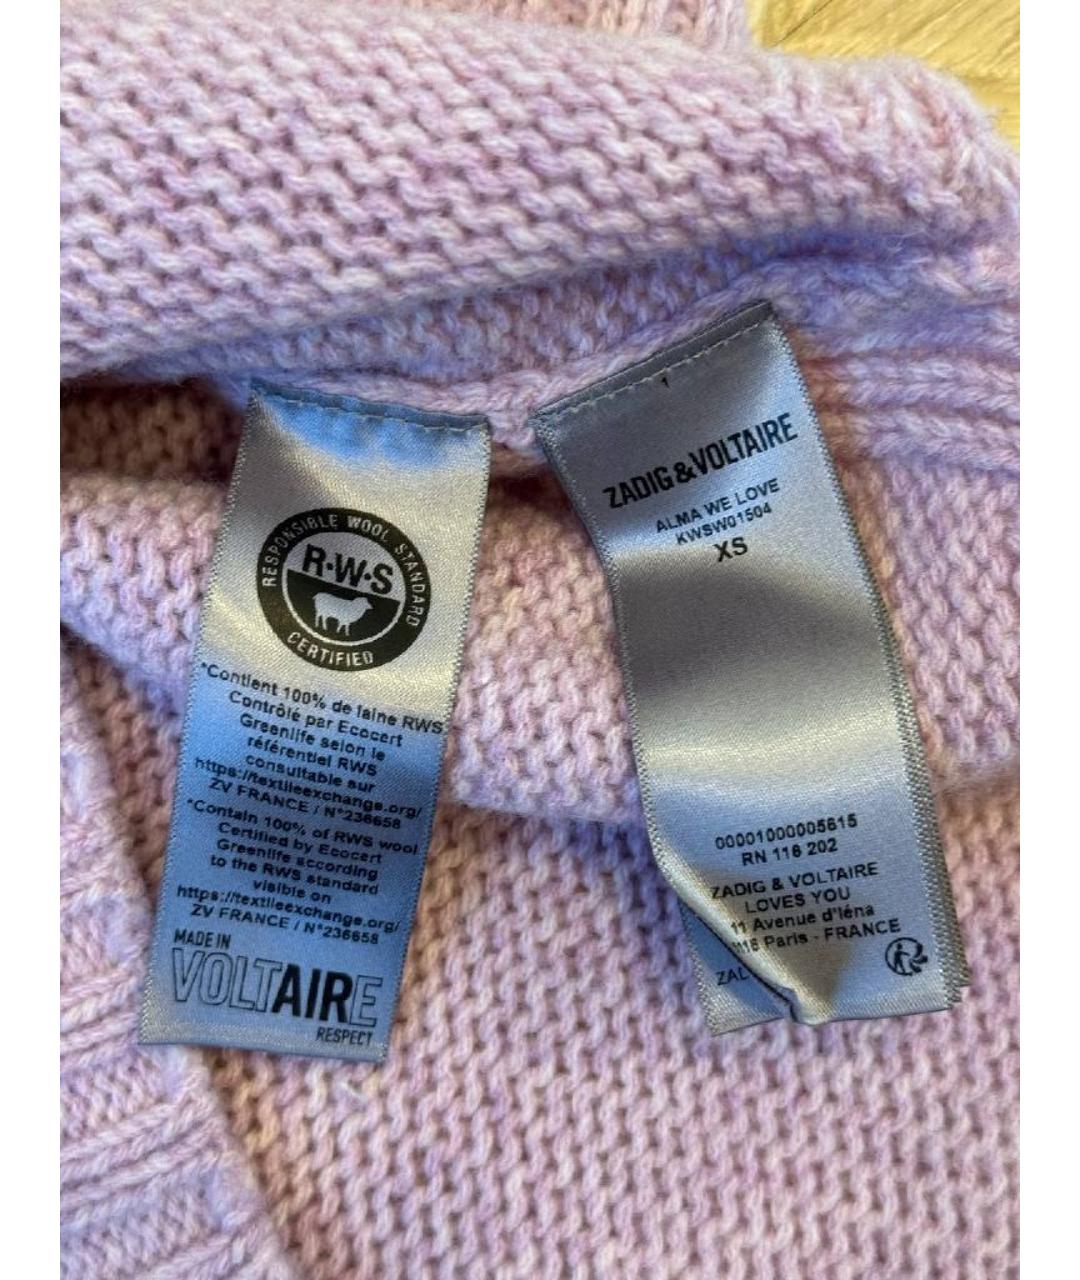 RESPONSIBLE WOOL STANDARD
R·W·S
CERTIFIED
*Contient 100% de laine RWS
Contrôlé par Ecocert
Greenlife selon le
référentiel RWS
consultable sur
https://textileexchange.org/
ZV FRANCE / N°236658
*Contain 100% of RWS wool
Certified by Ecocert
Greenlife according
to the RWS standard
visible on
https://textileexchange.org/
ZV FRANCE / N°236658
MADE IN
VOLTAIRE
RESPECT
1
ZADIG&VOLTAIRE
ALMA WE LOVE
KWSW01504
XS
00001000005615
RN 116 202
ZADIG & VOLTAIRE
LOVES YOU
11 Avenue d'Iéna
Paris - FRANCE